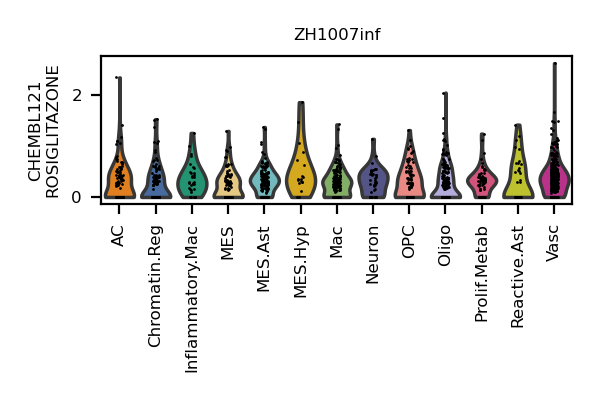 ZH1007inf
CHEMBL121
ROSIGLITAZONE
2
0
AC
Chromatin.Reg
Inflammatory.Mac
MES
MES.Ast
MES.Hyp
Mac
Neuron
OPC
Oligo
Prolif.Metab
Reactive.Ast
Vasc